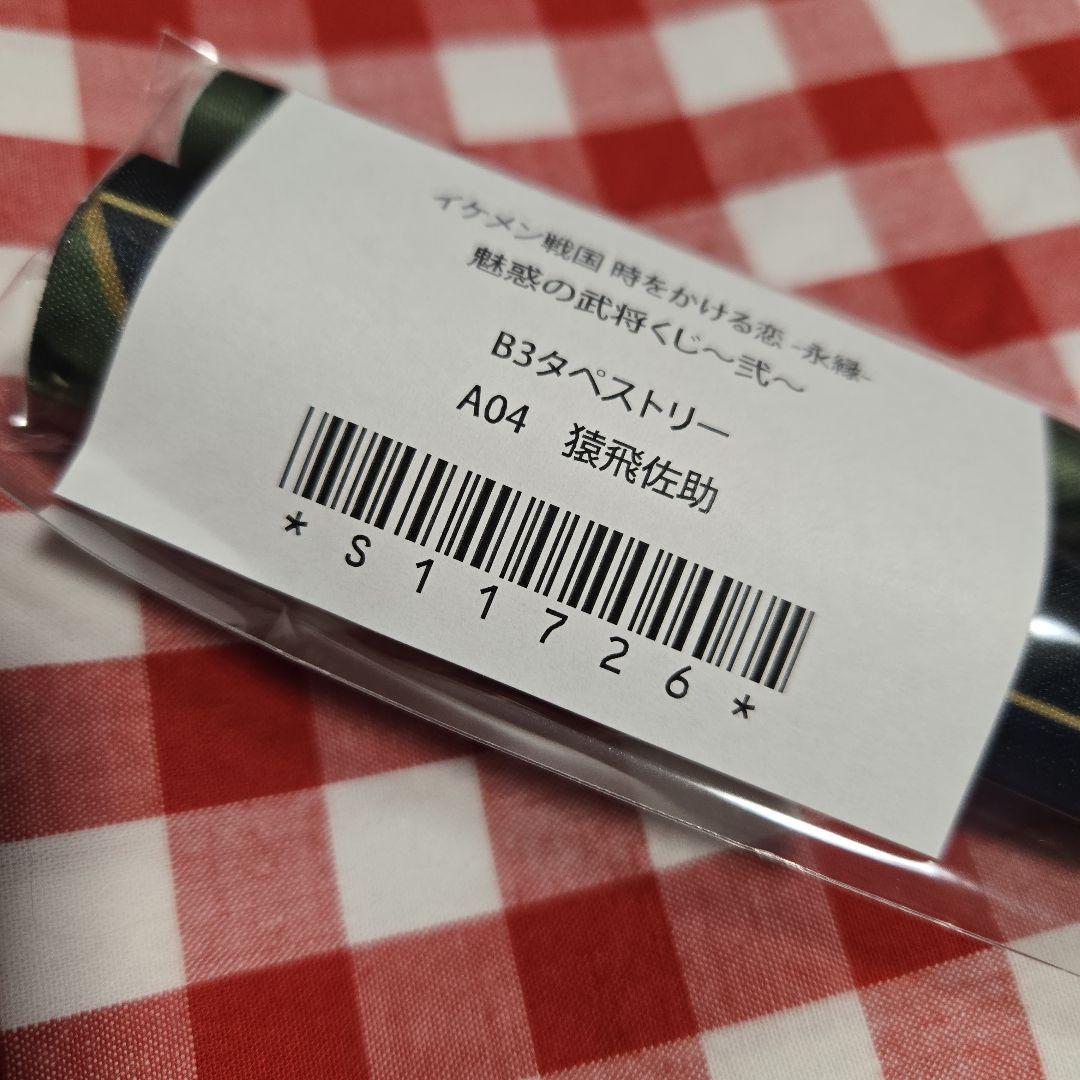 イケメン戦国 時をかける恋 -永縁-
魅惑の武将くじ～弐～
B3タペストリー
A04　猿飛佐助
*S11726*